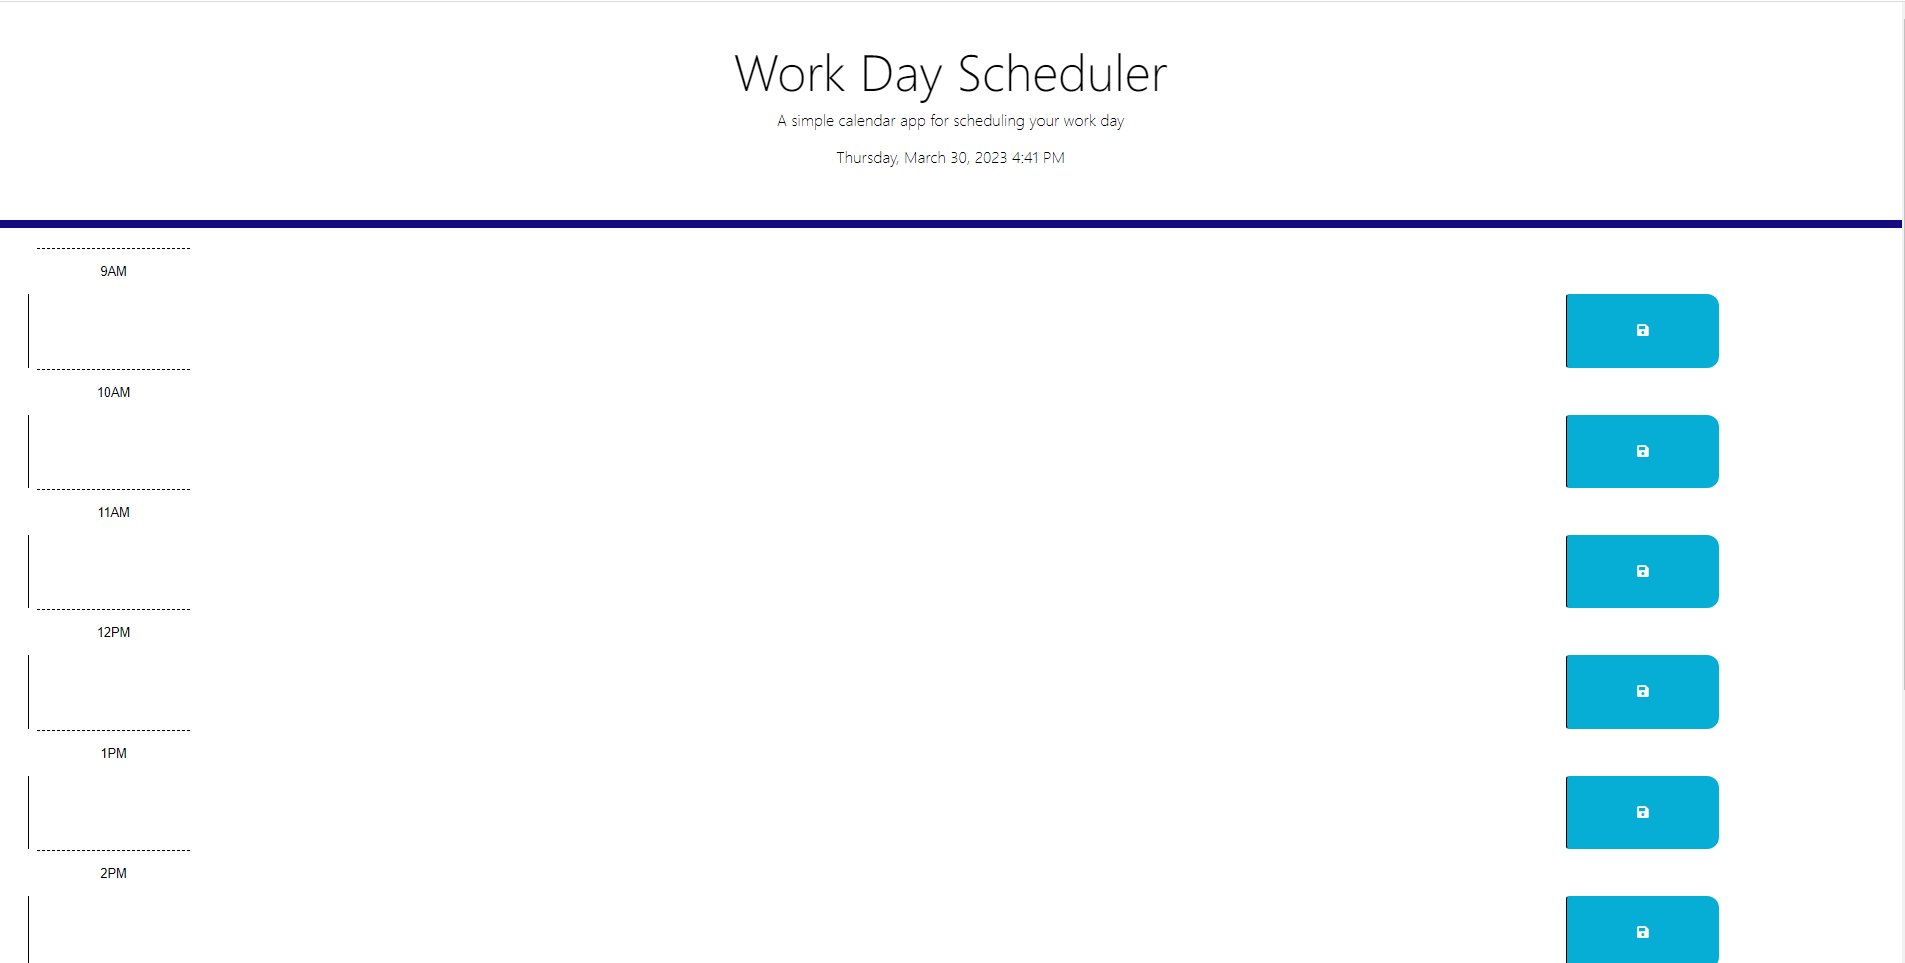 Work Day Scheduler
A simple calendar app for scheduling your work day
Thursday, March 30, 2023 4:41 PM
9AM
10AM
11AM
12PM
1PM
2PM